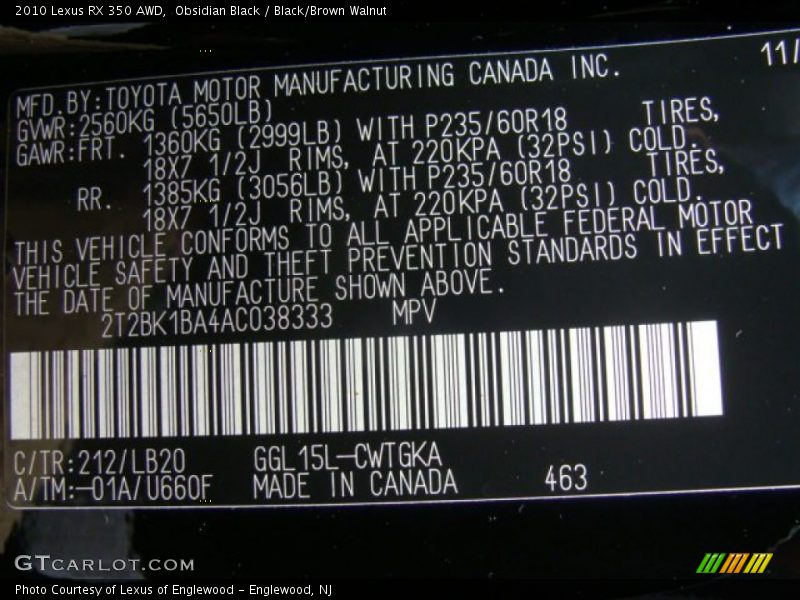 2010 Lexus RX 350 AWD,  Obsidian Black / Black/Brown Walnut
11/
MFD. BY:TOYOTA MOTOR MANUFACTURING CANADA INC.
GVWR:2560KG (5650LB)
GAWR:FRT. 1360KG (2999LB) WITH P235/60R18 TIRES,
18X7 1/2J RIMS, AT 220KPA (32PSI) COLD.
RR. 1385KG (3056LB) WITH P235/60R18 TIRES,
18X7 1/2J RIMS, AT 220KPA (32PSI) COLD.
THIS VEHICLE CONFORMS TO ALL APPLICABLE FEDERAL MOTOR
VEHICLE SAFETY AND THEFT PREVENTION STANDARDS IN EFFECT
THE DATE OF MANUFACTURE SHOWN ABOVE.
2T2BK1BA4AC038333 MPV
C/TR:212/LB20 GGL15L-CWTGKA
A/TM:-01A/U660F MADE IN CANADA 463
GTCARLOT.COM
Photo Courtesy of Lexus of Englewood - Englewood, NJ